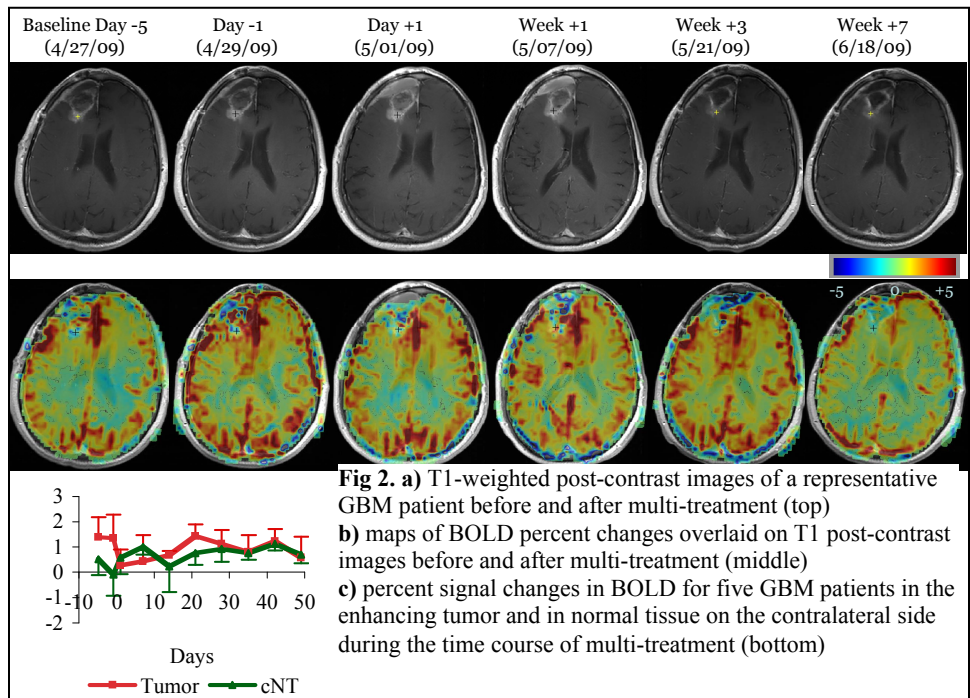 Baseline Day -5 Day -1 Day +1 Week +1 Week +3 Week +7
(4/27/09) (4/29/09) (5/01/09) (5/07/09) (5/21/09) (6/18/09)
-5 0 +5
Fig 2. a) T1-weighted post-contrast images of a representative
GBM patient before and after multi-treatment (top)
b) maps of BOLD percent changes overlaid on T1 post-contrast
images before and after multi-treatment (middle)
c) percent signal changes in BOLD for five GBM patients in the
enhancing tumor and in normal tissue on the contralateral side
during the time course of multi-treatment (bottom)
3
2
1
0
-1
-2
-10 0 10 20 30 40 50
Days
Tumor cNT